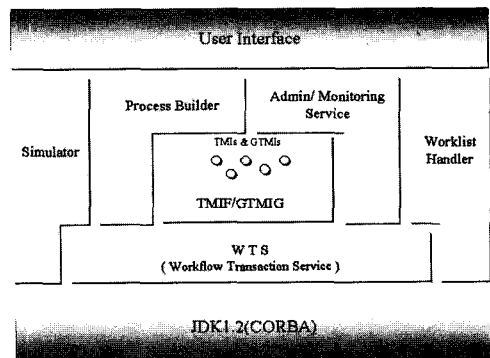 User Interface
Process Builder
Admin/ Monitoring
Service
Simulator
Worklist
Handler
TMIs & GTMIs
TMIF/GTMIG
W T S
( Workflow Transaction Service )
JDK1.2(CORBA)